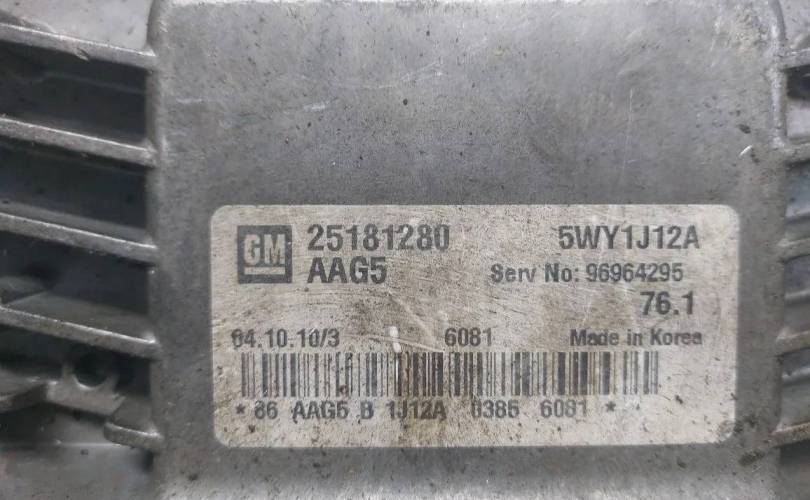 GM 25181280 5WY1J12A
AAG5 Serv No: 96964295
76.1
04.10.10/3 6081 Made in Korea
* 86 AAG5 B 1J12A 0386 6081 *